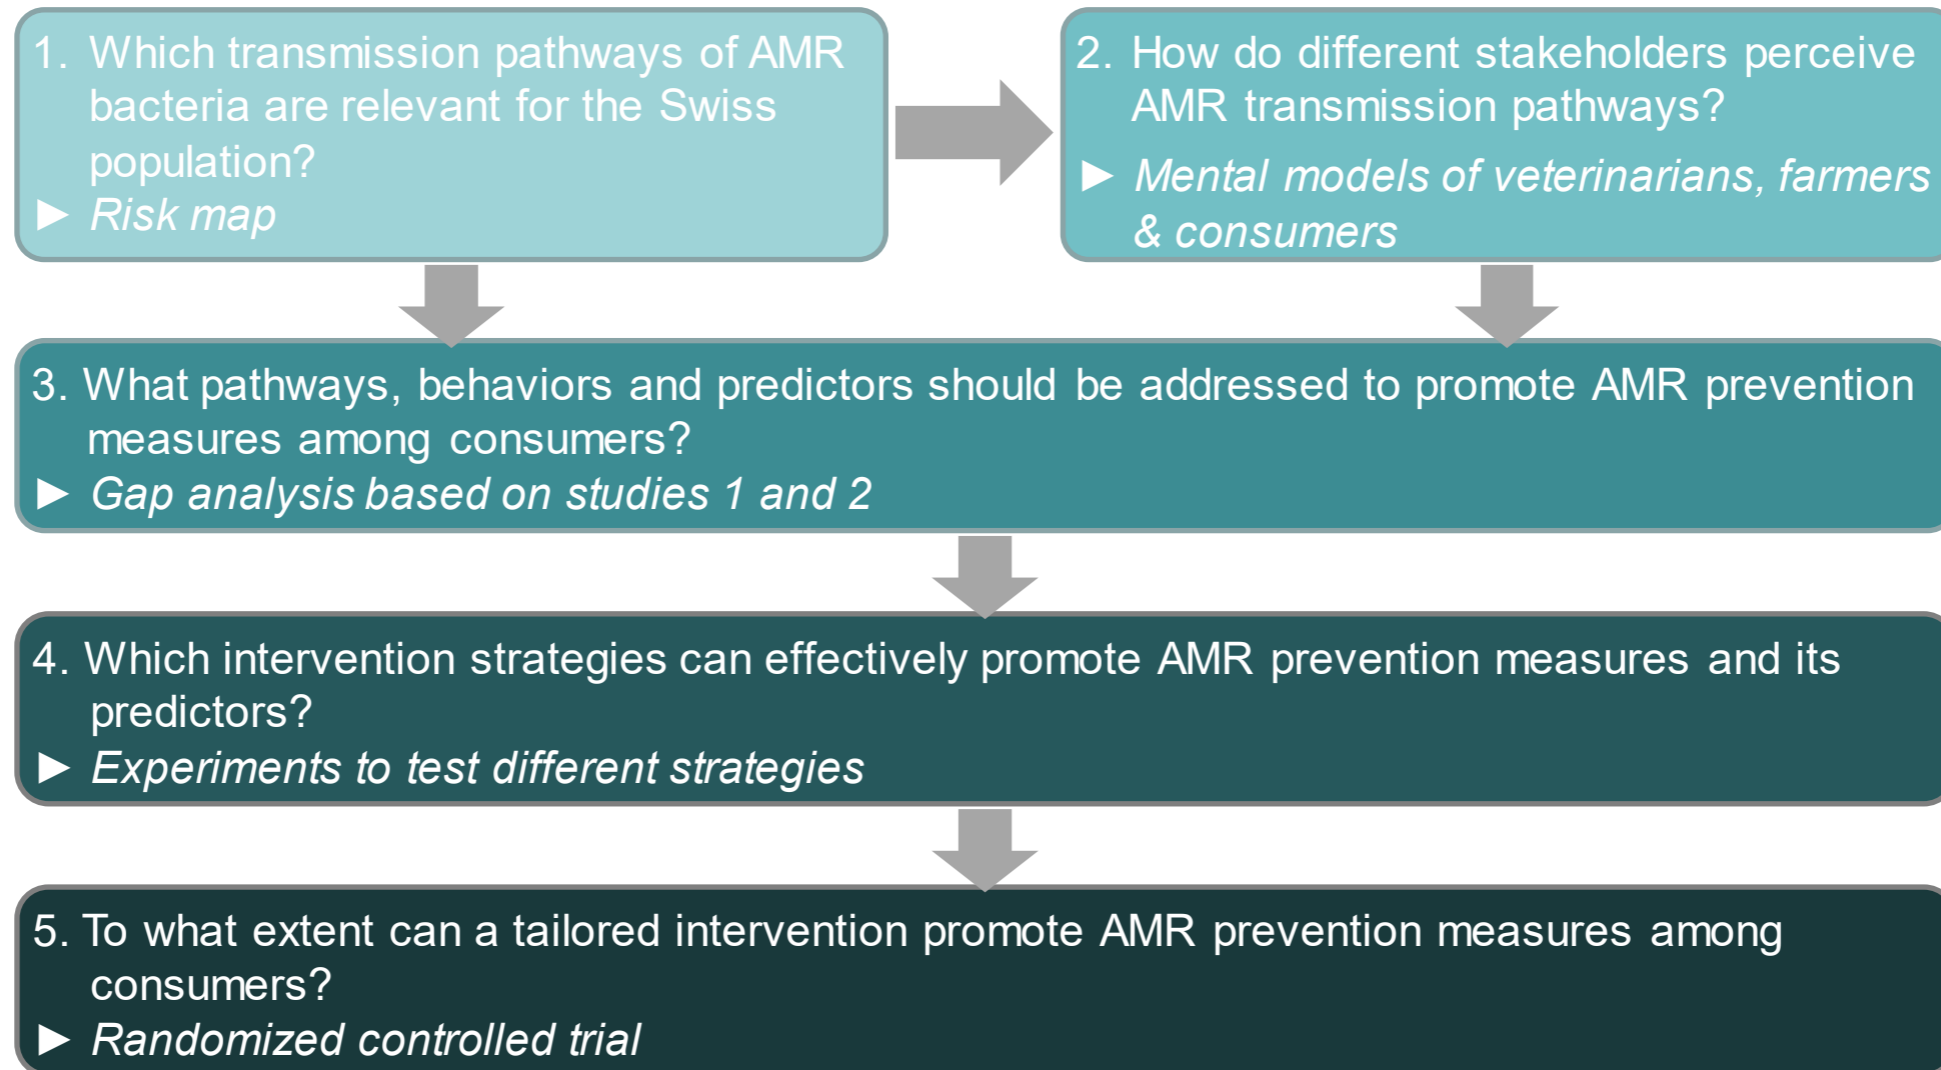 1. Which transmission pathways of AMR
bacteria are relevant for the Swiss
population?
► Risk map
2. How do different stakeholders perceive
AMR transmission pathways?
► Mental models of veterinarians, farmers
& consumers
3. What pathways, behaviors and predictors should be addressed to promote AMR prevention
measures among consumers?
► Gap analysis based on studies 1 and 2
4. Which intervention strategies can effectively promote AMR prevention measures and its
predictors?
► Experiments to test different strategies
5. To what extent can a tailored intervention promote AMR prevention measures among
consumers?
► Randomized controlled trial